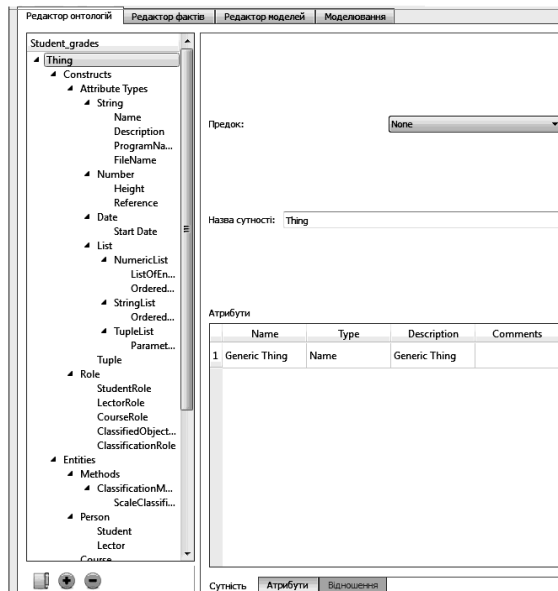 Редактор онтологій Редактор фактів Редактор моделей Моделювання
Student_grades
Thing
Constructs
Attribute Types
String
Name
Description
ProgramNa...
FileName
Number
Height
Reference
Date
Start Date
List
NumericList
ListOfEn...
Ordered...
StringList
Ordered...
TupleList
Paramet...
Tuple
Role
StudentRole
LectorRole
CourseRole
ClassifiedObject...
ClassificationRole
Entities
Methods
ClassificationM...
ScaleClassifi...
Person
Student
Lector
Course
Предок: None
Назва сутності: Thing
Атрибути
Name Type Description Comments
1 Generic Thing Name Generic Thing
Сутність Атрибути Відношення